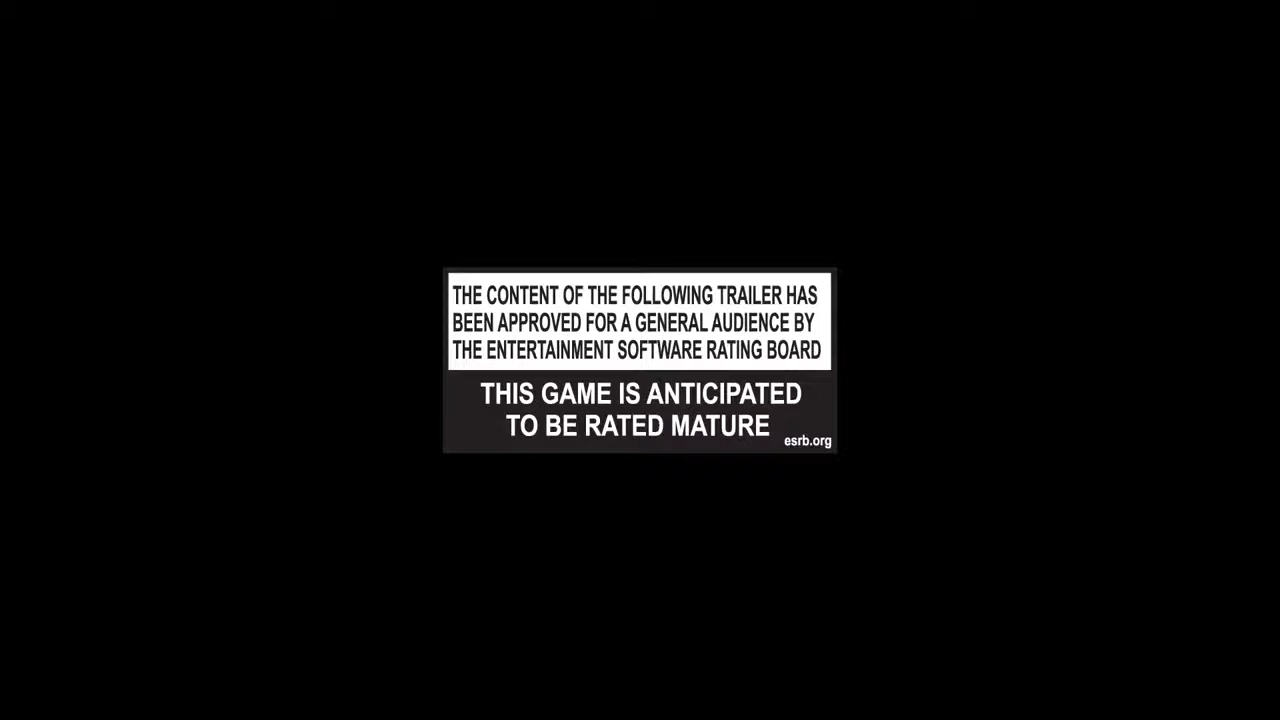 THE CONTENT OF THE FOLLOWING TRAILER HAS
BEEN APPROVED FOR A GENERAL AUDIENCE BY
THE ENTERTAINMENT SOFTWARE RATING BOARD
THIS GAME IS ANTICIPATED
TO BE RATED MATURE
esrb.org